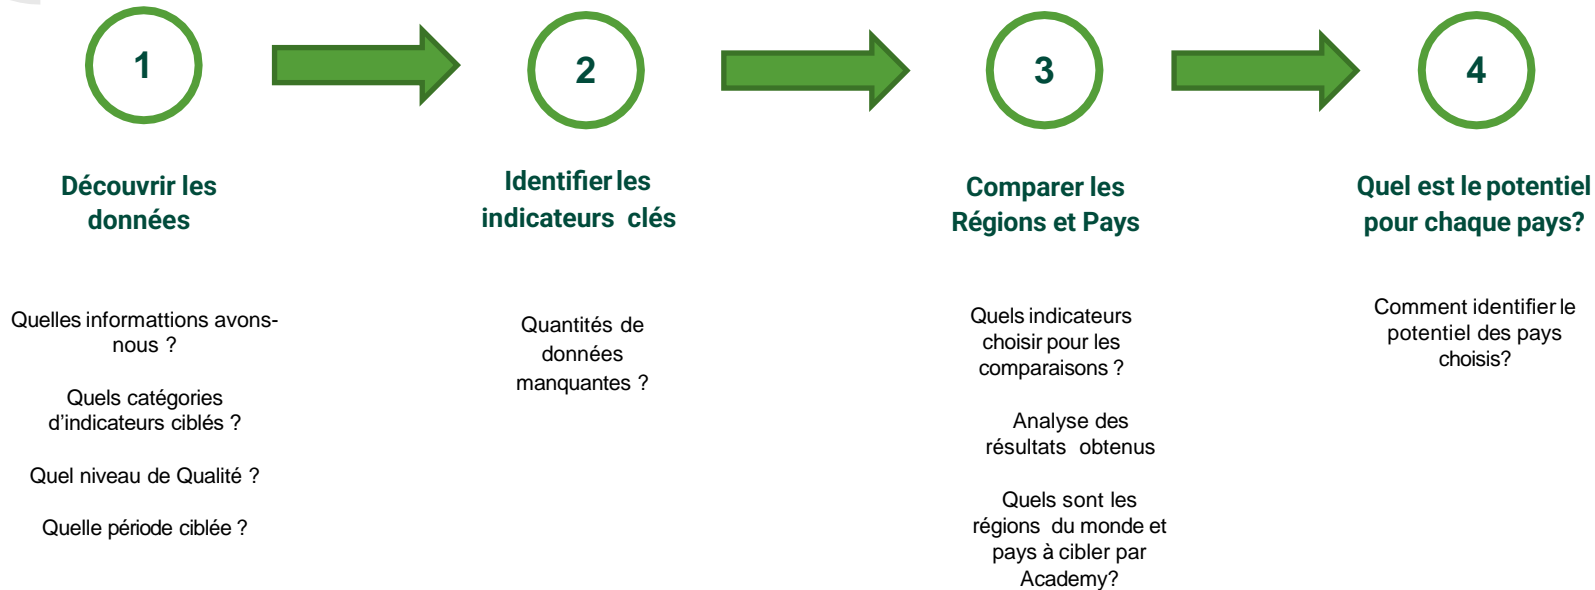 1
Découvrir les
données
Quelles informattions avons-
nous ?
Quels catégories
d'indicateurs ciblés ?
Quel niveau de Qualité ?
Quelle période ciblée ?
2
Identifier les
indicateurs clés
Quantités de
données
manquantes ?
3
Comparer les
Régions et Pays
Quels indicateurs
choisir pour les
comparaisons ?
Analyse des
résultats obtenus
Quels sont les
régions du monde et
pays à cibler par
Academy?
4
Quel est le potentiel
pour chaque pays?
Comment identifier le
potentiel des pays
choisis?